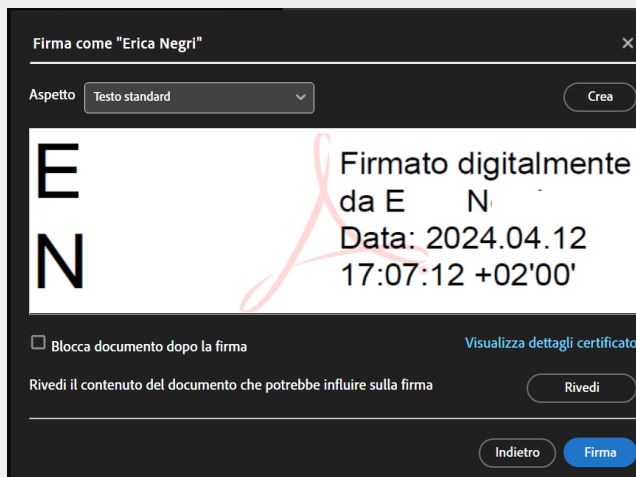 Firma come "Erica Negri"
Aspetto Testo standard Crea
E
N
Firmato digitalmente
da E
Data: 2024.04.12
17:07:12 +02'00'
Blocca documento dopo la firma
Visualizza dettagli certificato
Rivedi il contenuto del documento che potrebbe influire sulla firma Rivedi
Indietro Firma